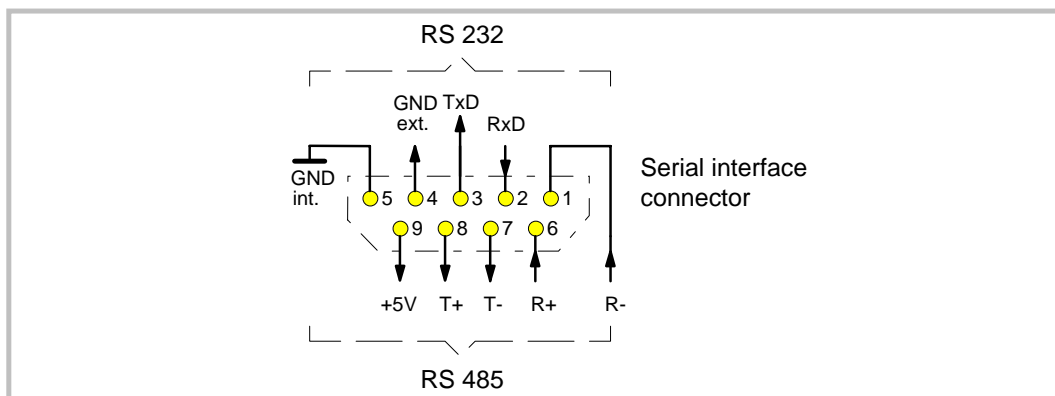 RS 232
GND TxD
ext. RxD
GND
int.
5 4 3 2 1
Serial interface
connector
9 8 7 6
+5V T+ T- R+ R-
RS 485